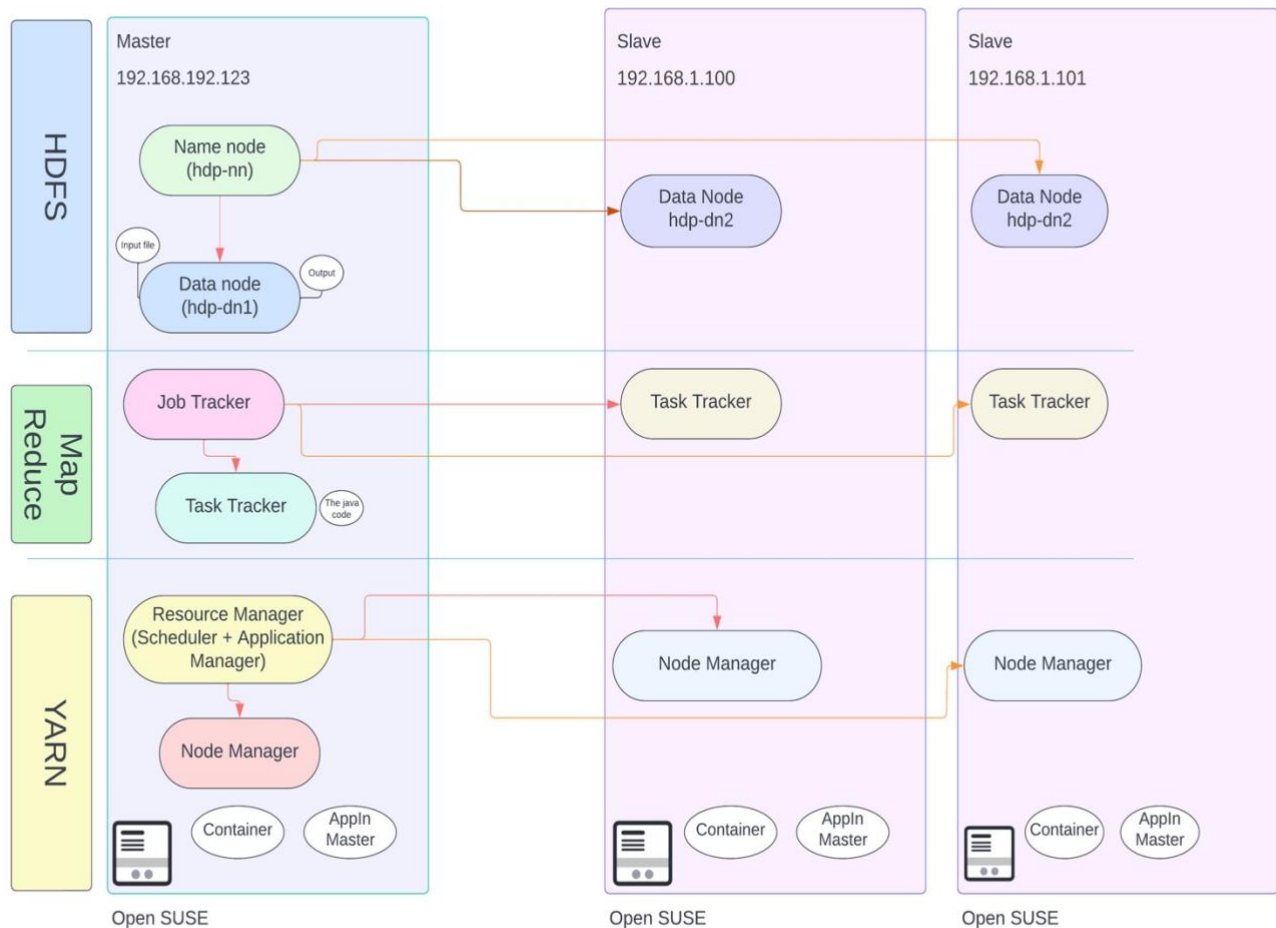 HDFS
Master
192.168.192.123
Name node
(hdp-nn)
Input file
Output
Data node
(hdp-dn1)
Slave
192.168.1.100
Data Node
hdp-dn2
Slave
192.168.1.101
Data Node
hdp-dn2
Map
Reduce
Job Tracker
Task Tracker
The java
code
Task Tracker
Task Tracker
YARN
Resource Manager
(Scheduler + Application
Manager)
Node Manager
Node Manager
Node Manager
Container
AppIn
Master
Container
AppIn
Master
Container
AppIn
Master
Open SUSE
Open SUSE
Open SUSE